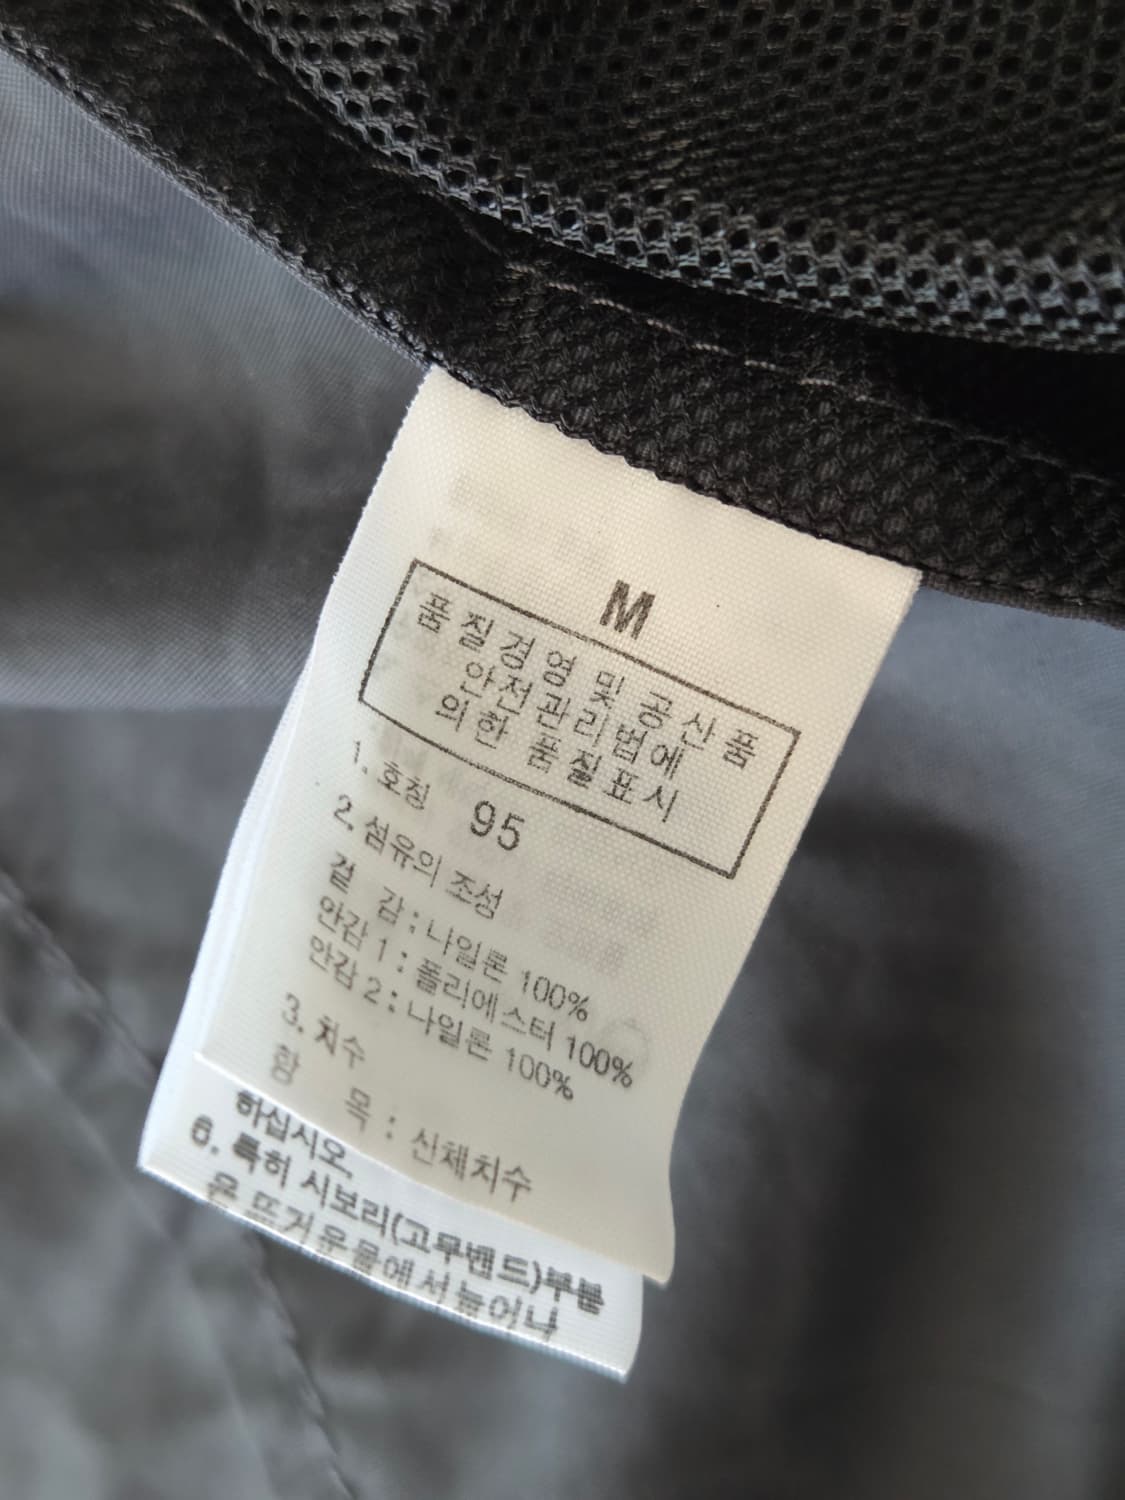 M
품질경영 및 공산품
안전관리법에
의한 품질표시
1. 호칭 95
2. 섬유의 조성
겉 감 : 나일론 100%
안감 1 : 폴리에스터 100%
안감 2 : 나일론 100%
3. 치수
항 목 : 신체치수
하십시오.
6. 특히 시보리(고무밴드)부분
은 뜨거운물에서 늘어나